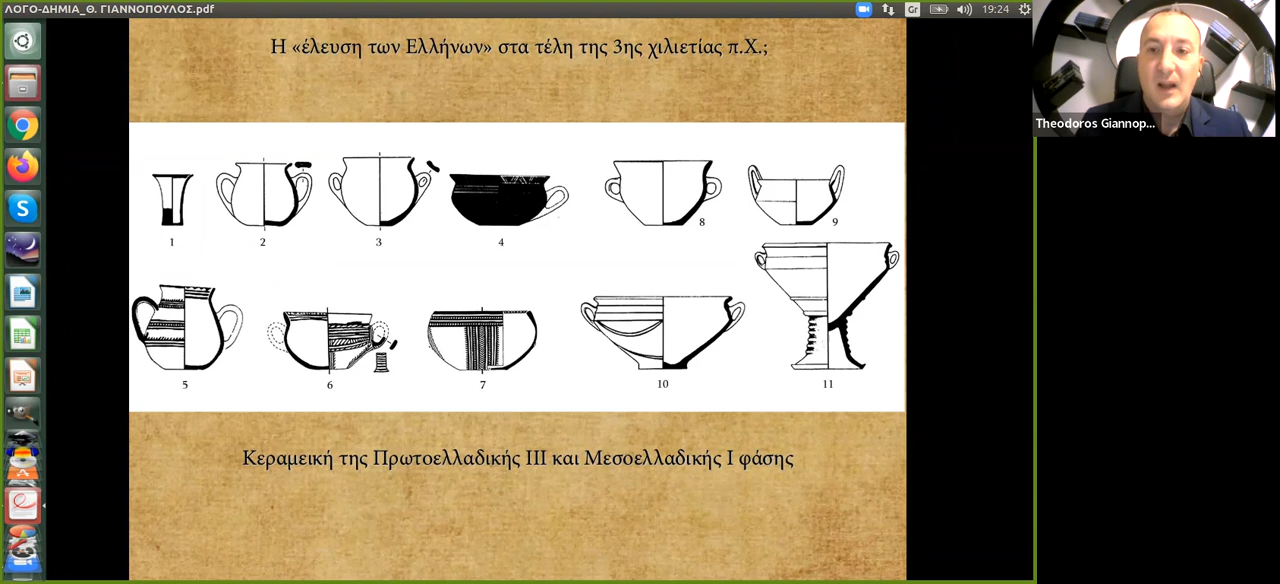 ΛΟΓΟ-ΔΗΜΙΑ_Θ. ΓΙΑΝΝΟΠΟΥΛΟΣ.pdf
Gr
19:24
Η «έλευση των Ελλήνων» στα τέλη της 3ης χιλιετίας π.Χ.;
Theodoros Giannop...
1 2 3 4 8 9
5 6 7 10 11
Κεραμεική της Πρωτοελλαδικής ΙΙΙ και Μεσοελλαδικής Ι φάσης